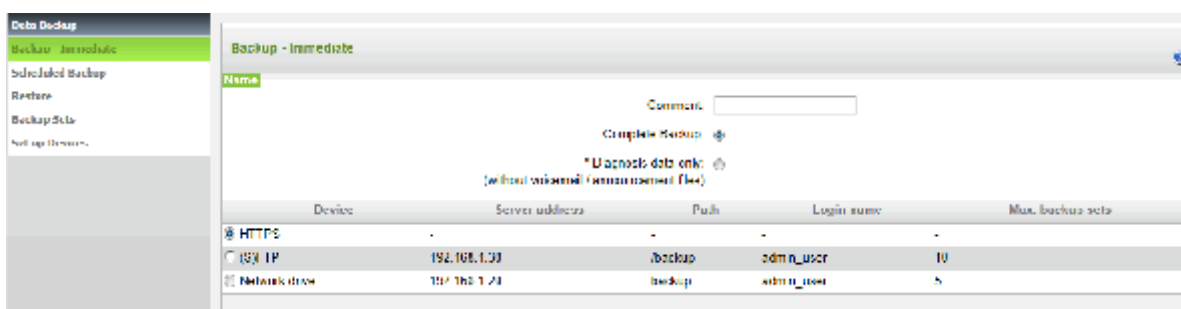 Data Backup
Backup - Immediate
Scheduled Backup
Restore
Backup Sets
Setup Devices
Backup - Immediate
Name
Comment:
Complete Backup:
* Diagnosis data only:
(without voicemail / announcement files)
Device Server address Path Login name Max. backup sets
HTTPS - - - -
(S)FTP /backup admin_user 10
Network drive backup admin_user 5